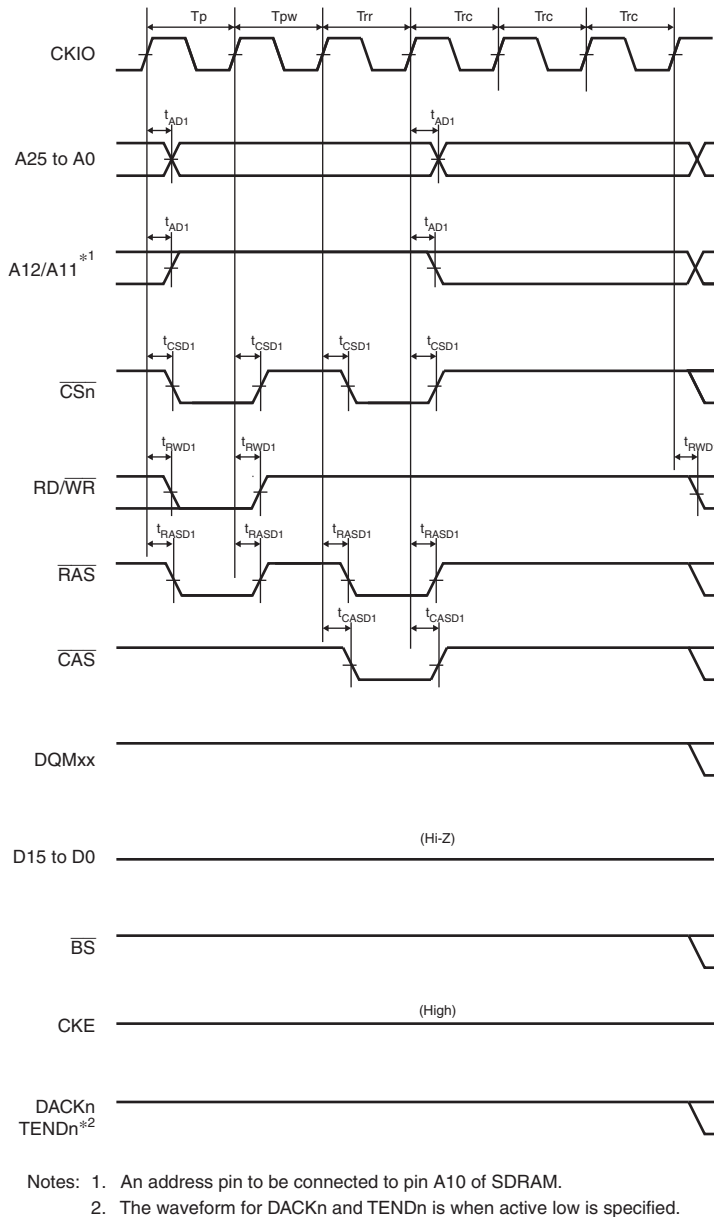 Tp Tpw Trr Trc Trc Trc
CKIO
tAD1 tAD1
A25 to A0
tAD1 tAD1
A12/A11*1
tCSD1 tCSD1 tCSD1 tCSD1
CSn
tRWD1 tRWD1 tRWD
RD/WR
tRASD1 tRASD1 tRASD1 tRASD1
RAS
tCASD1 tCASD1
CAS
DQMxx
(Hi-Z)
D15 to D0
BS
(High)
CKE
DACKn
TENDn*2
Notes: 1. An address pin to be connected to pin A10 of SDRAM.
2. The waveform for DACKn and TENDn is when active low is specified.